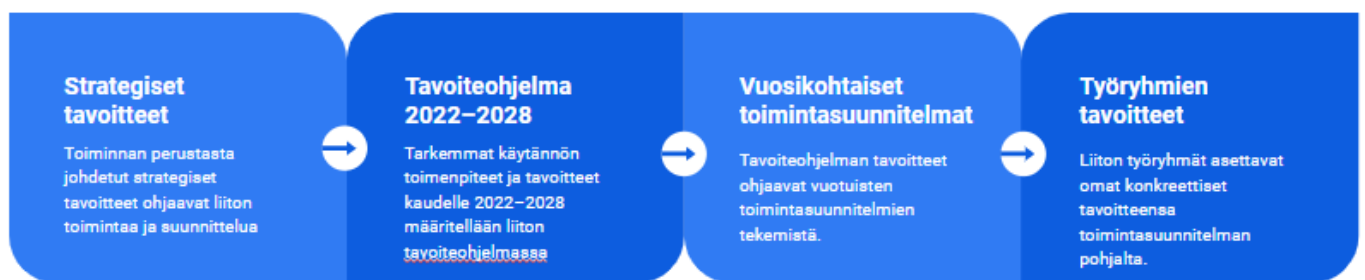 Strategiset
tavoitteet
Toiminnan perustasta
johdetut strategiset
tavoitteet ohjaavat liiton
toimintaa ja suunnittelua
Tavoiteohjelma
2022–2028
Tarkemmat käytännön
toimenpiteet ja tavoitteet
kaudelle 2022–2028
määritellään liiton
tavoiteohjelmassa
Vuosikohtaiset
toimintasuunnitelmat
Tavoiteohjelman tavoitteet
ohjaavat vuotuisten
toimintasuunnitelmien
tekemistä.
Työryhmien
tavoitteet
Liiton työryhmät asettavat
omat konkreettiset
tavoitteensa
toimintasuunnitelman
pohjalta.